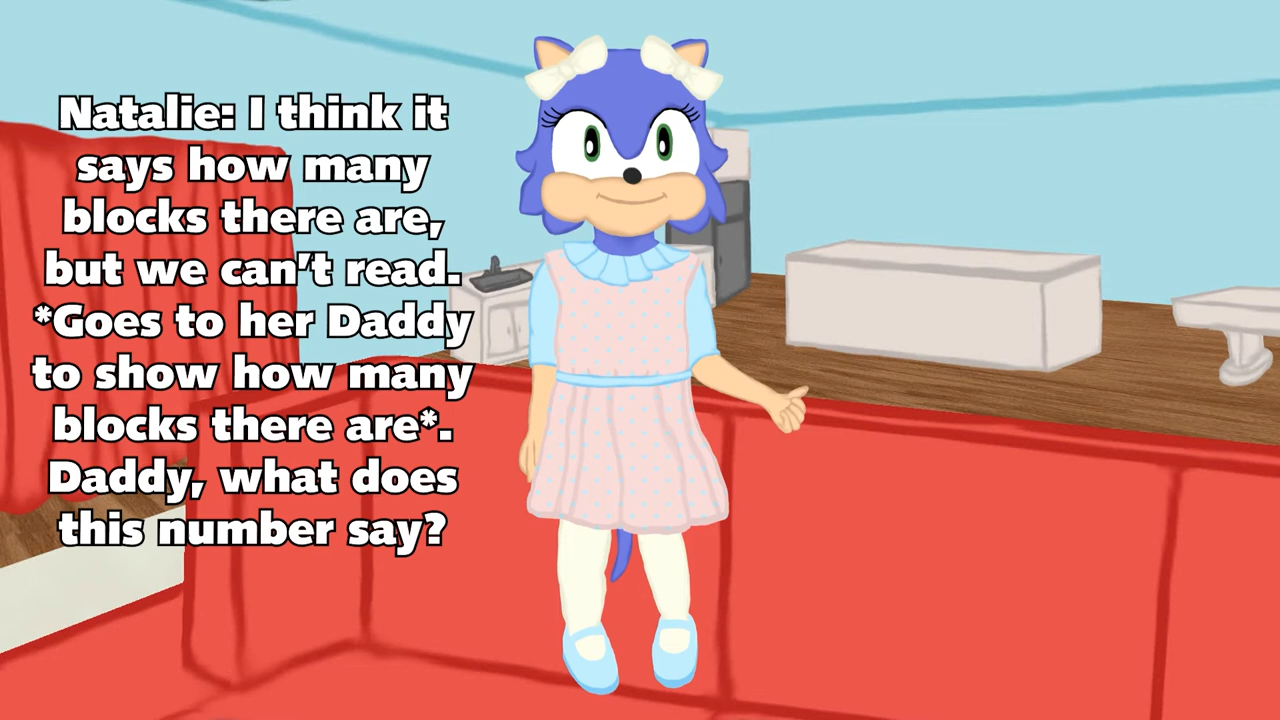 Natalie: I think it
says how many
blocks there are,
but we can't read.
*Goes to her Daddy
to show how many
blocks there are*.
Daddy, what does
this number say?